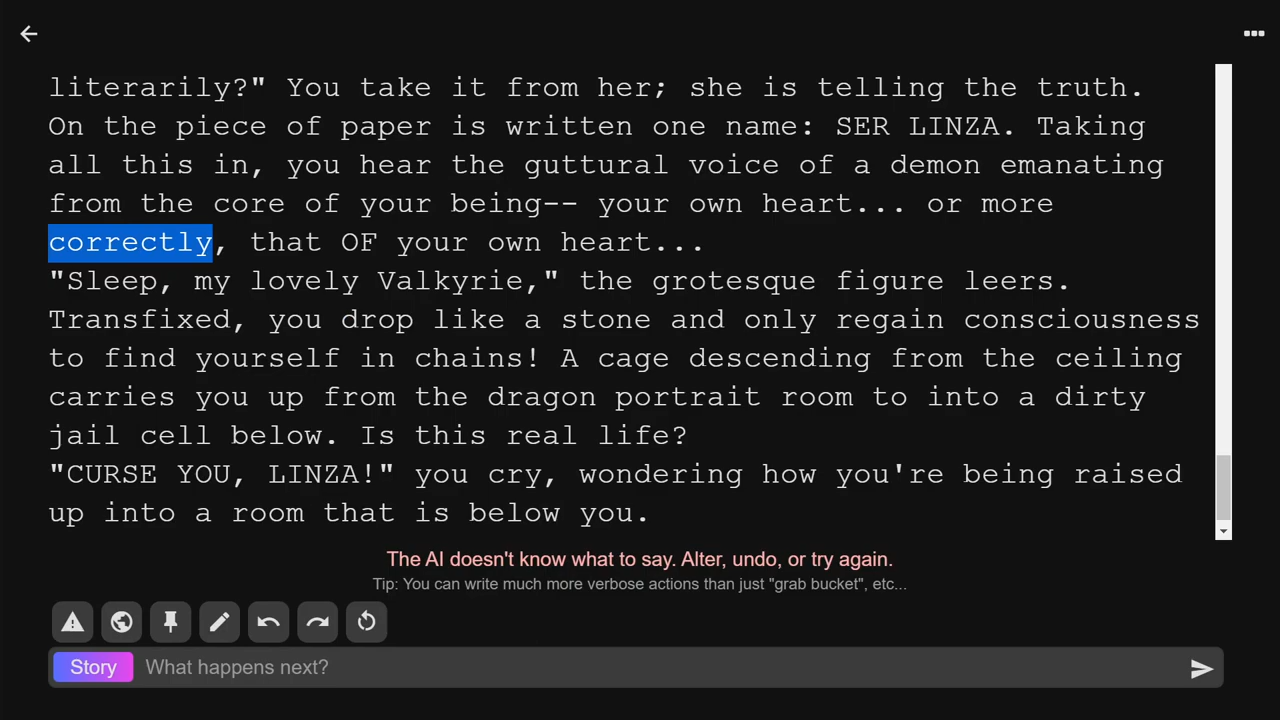 literarily?" You take it from her; she is telling the truth.
On the piece of paper is written one name: SER LINZA. Taking
all this in, you hear the guttural voice of a demon emanating
from the core of your being-- your own heart... or more
correctly, that OF your own heart...
"Sleep, my lovely Valkyrie," the grotesque figure leers.
Transfixed, you drop like a stone and only regain consciousness
to find yourself in chains! A cage descending from the ceiling
carries you up from the dragon portrait room to into a dirty
jail cell below. Is this real life?
"CURSE YOU, LINZA!" you cry, wondering how you're being raised
up into a room that is below you.
The AI doesn't know what to say. Alter, undo, or try again.
Tip: You can write much more verbose actions than just "grab bucket", etc...
Story What happens next?